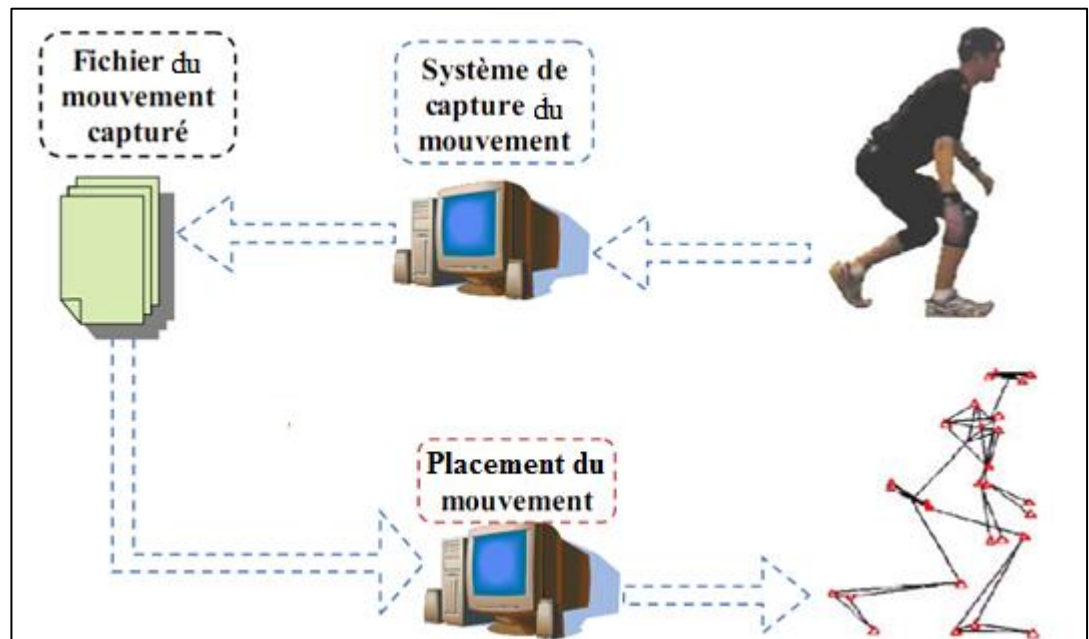 Fichier du
mouvement
capturé
Système de
capture du
mouvement
Placement du
mouvement